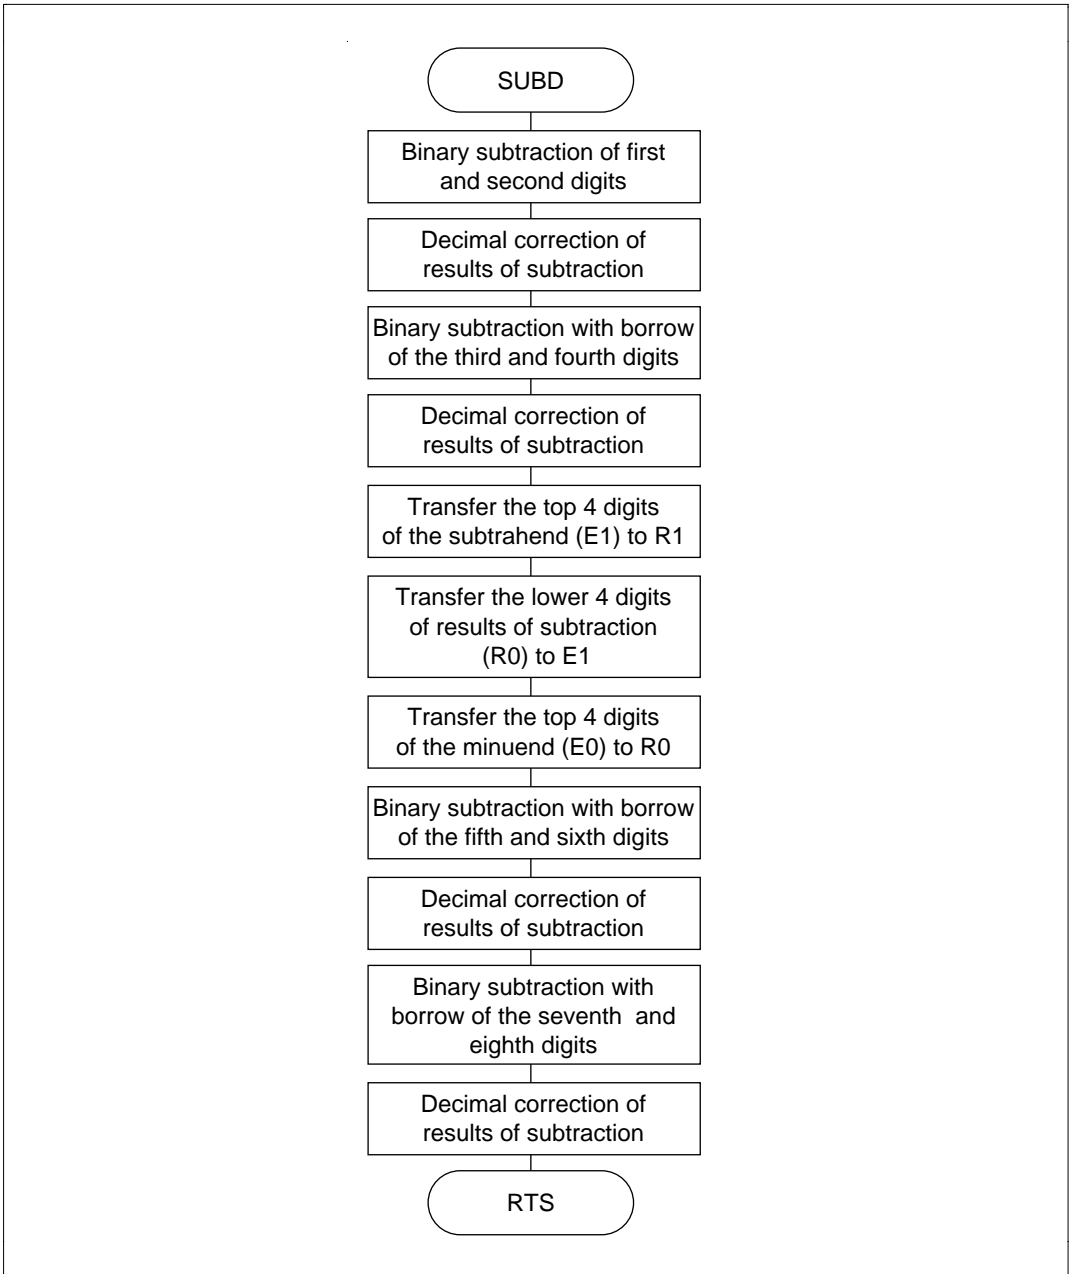 SUBD
Binary subtraction of first
and second digits
Decimal correction of
results of subtraction
Binary subtraction with borrow
of the third and fourth digits
Decimal correction of
results of subtraction
Transfer the top 4 digits
of the subtrahend (E1) to R1
Transfer the lower 4 digits
of results of subtraction
(R0) to E1
Transfer the top 4 digits
of the minuend (E0) to R0
Binary subtraction with borrow
of the fifth and sixth digits
Decimal correction of
results of subtraction
Binary subtraction with
borrow of the seventh and
eighth digits
Decimal correction of
results of subtraction
RTS